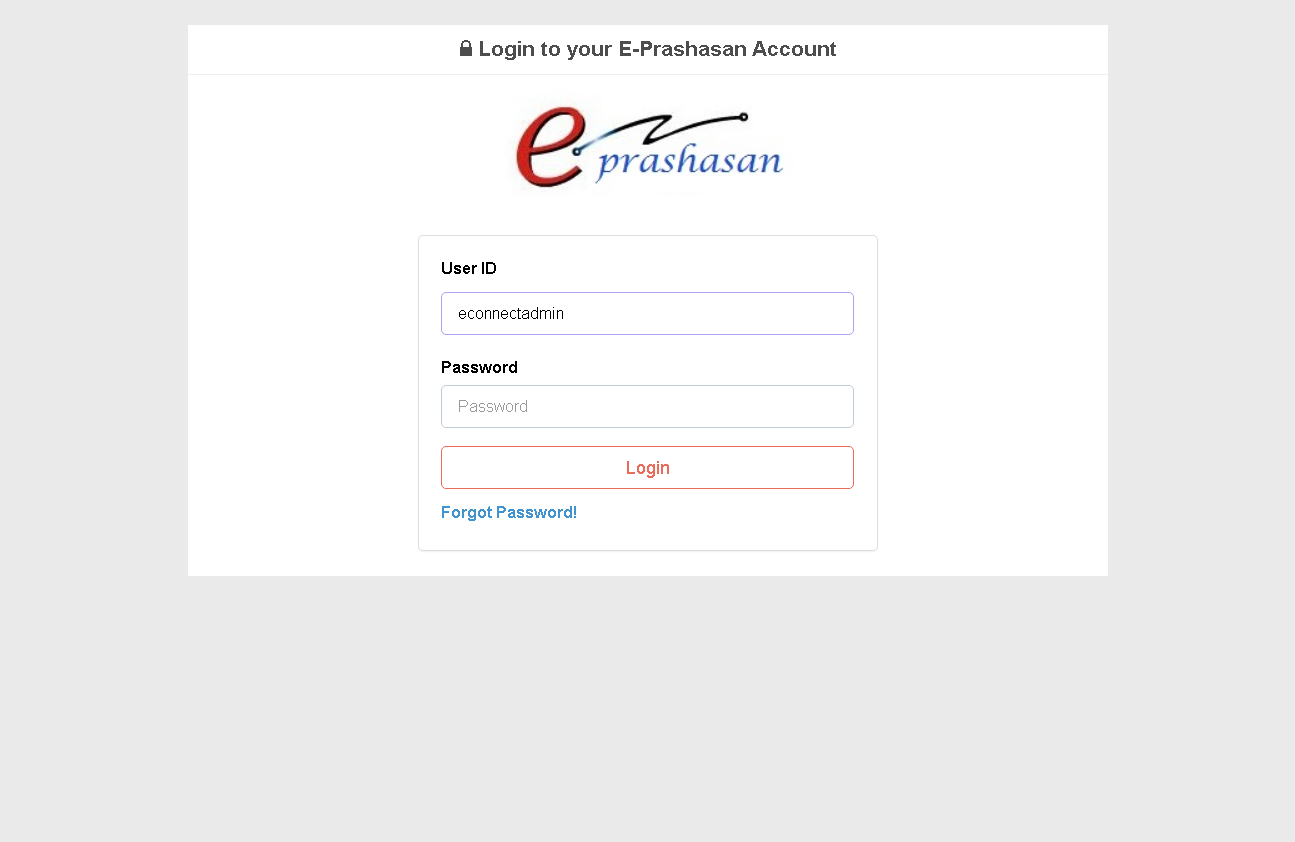 Login to your E-Prashasan Account
e prashasan
User ID
econnectadmin
Password
Password
Login
Forgot Password!